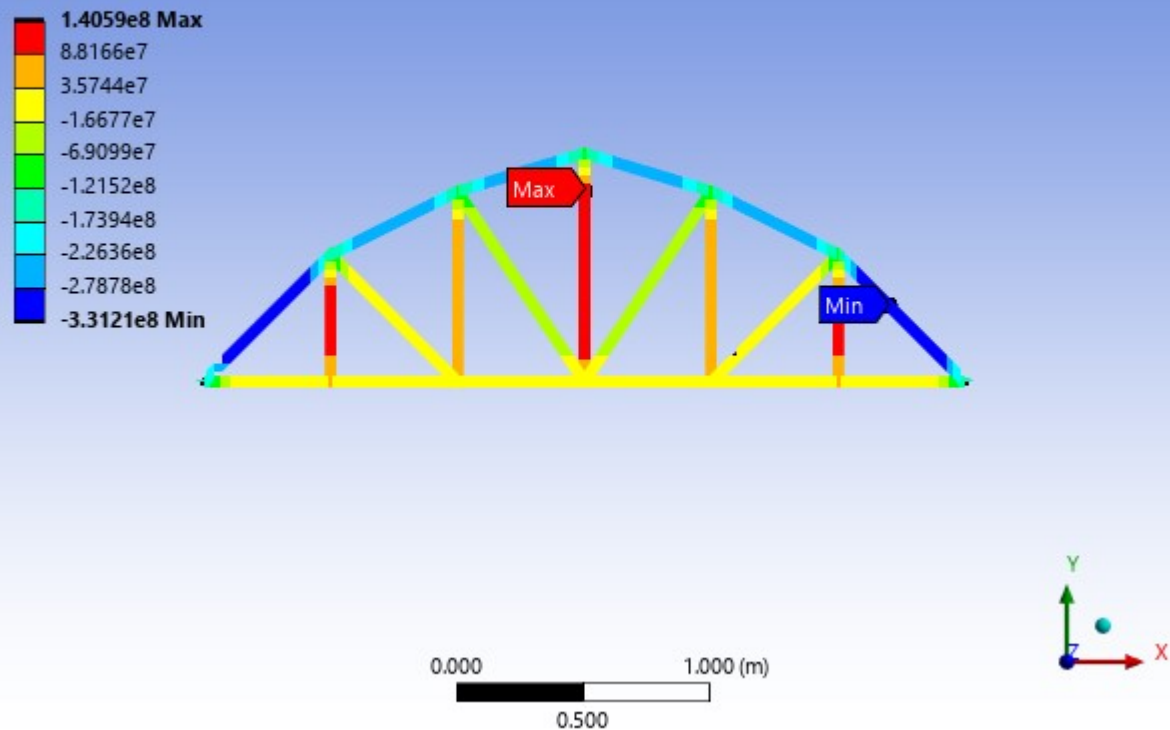 1.4059e8 Max
8.8166e7
3.5744e7
-1.6677e7
-6.9099e7
-1.2152e8
-1.7394e8
-2.2636e8
-2.7878e8
-3.3121e8 Min
Max
Min
Y
Z
X
0.000 1.000 (m)
0.500